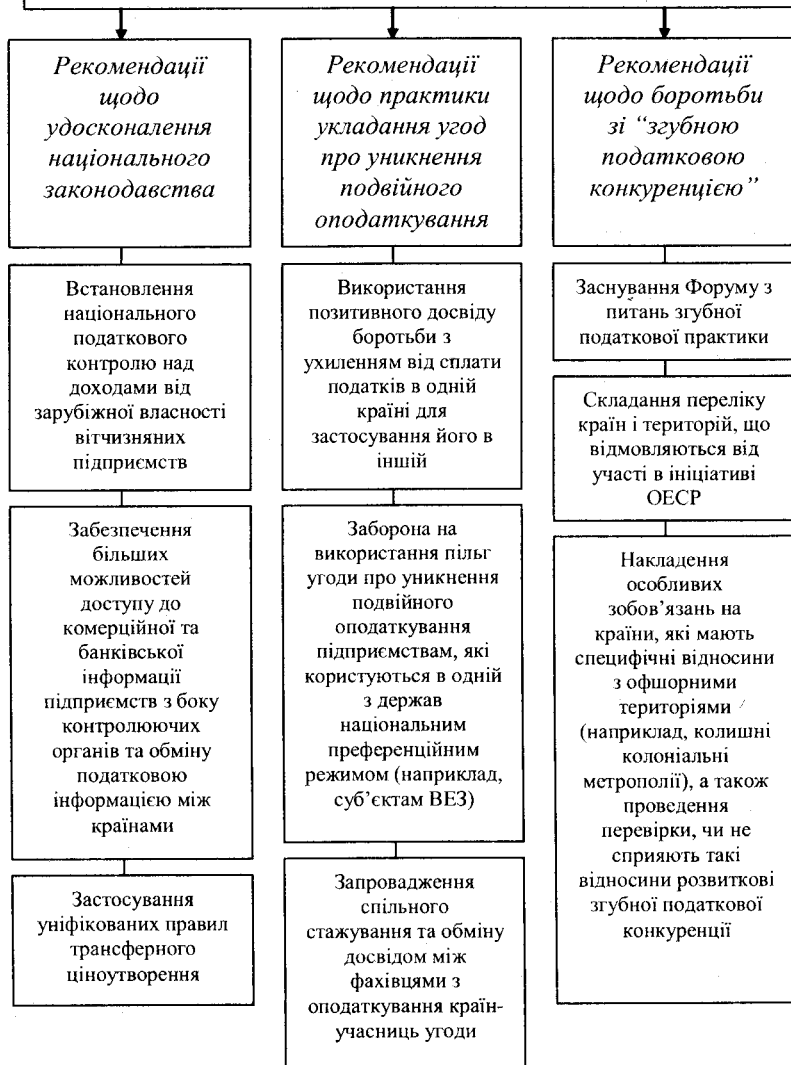 Рекомендації
щодо
удосконалення
національного
законодавства
Встановлення
національного
податкового
контролю над
доходами від
зарубіжної власності
вітчизняних
підприємств
Забезпечення
більших
можливостей
доступу до
комерційної та
банківської
інформації
підприємств з боку
контролюючих
органів та обміну
податковою
інформацією між
країнами
Застосування
уніфікованих правил
трансферного
ціноутворення
Рекомендації
щодо практики
укладання угод
про уникнення
подвійного
оподаткування
Використання
позитивного досвіду
боротьби з
ухиленням від сплати
податків в одній
країні для
застосування його в
іншій
Заборона на
використання пільг
угоди про уникнення
подвійного
оподаткування
підприємствам, які
користуються в одній
з держав
національним
преференційним
режимом (наприклад,
суб’єктам ВЕЗ)
Запровадження
спільного
стажування та обміну
досвідом між
фахівцями з
оподаткування країн-
учасниць угоди
Рекомендації
щодо боротьби
зі “згубною
податковою
конкуренцією”
Заснування Форуму з
питань згубної
податкової практики
Складання переліку
країн і територій, що
відмовляються від
участі в ініціативі
ОЕСР
Накладення
особливих
зобов’язань на
країни, які мають
специфічні відносини
з офшорними
територіями
(наприклад, колишні
колоніальні
метрополії), а також
проведення
перевірки, чи не
сприяють такі
відносини розвиткові
згубної податкової
конкуренції